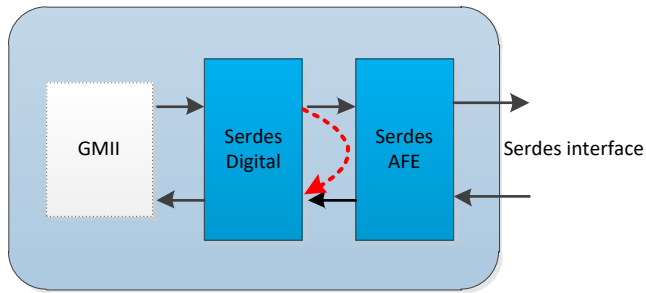 GMII
Serdes
Digital
Serdes
AFE
Serdes interface